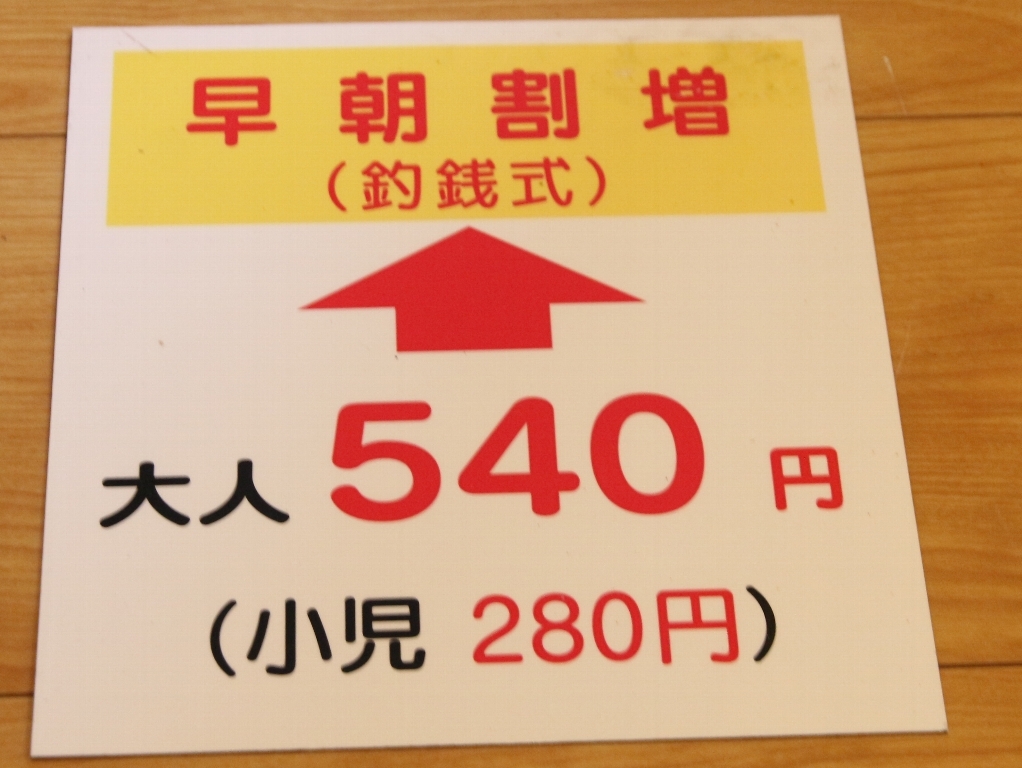 早朝割増
(釣銭式)
大人 540 円
(小児 280円)